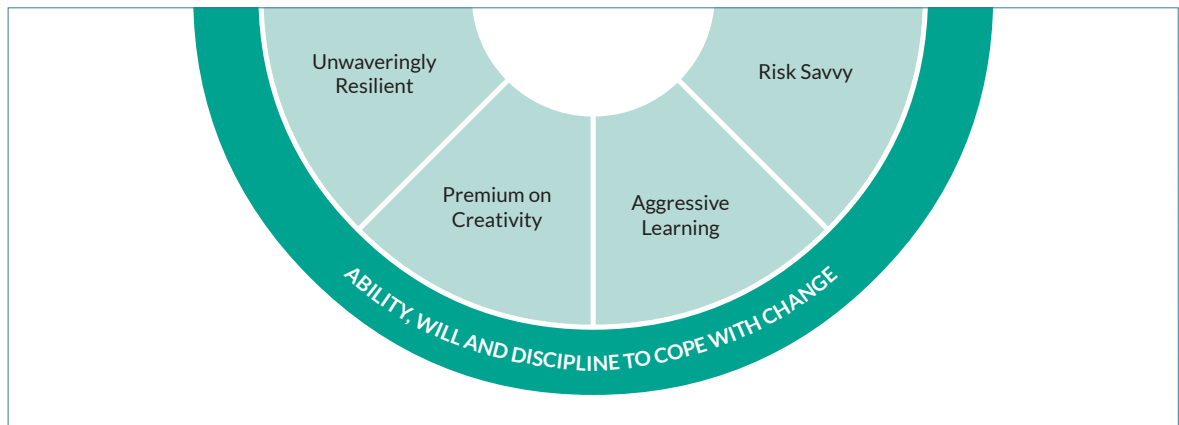 Unwaveringly
Resilient
Risk Savvy
Premium on
Creativity
Aggressive
Learning
ABILITY, WILL AND DISCIPLINE TO COPE WITH CHANGE